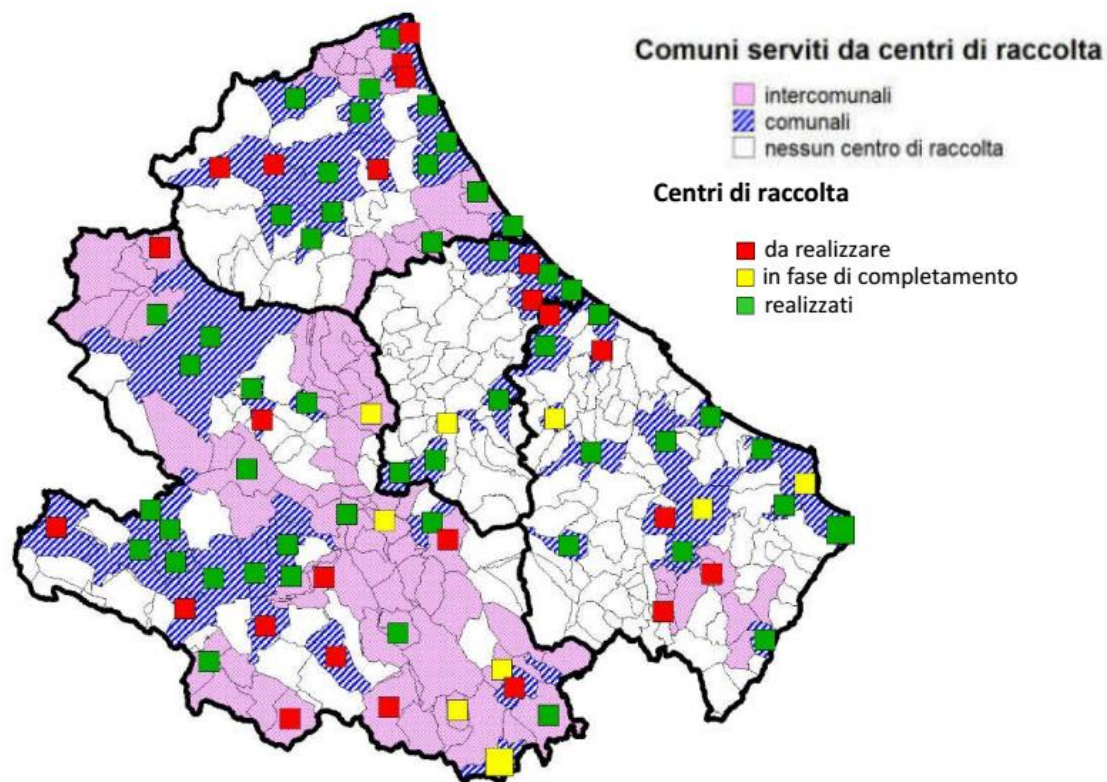 Comuni serviti da centri di raccolta
intercomunali
comunali
nessun centro di raccolta
Centri di raccolta
da realizzare
in fase di completamento
realizzati